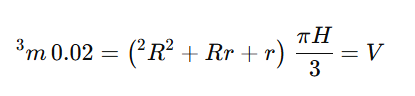 ³m 0.02 = (²R² + Rr + r) πH/3 = V